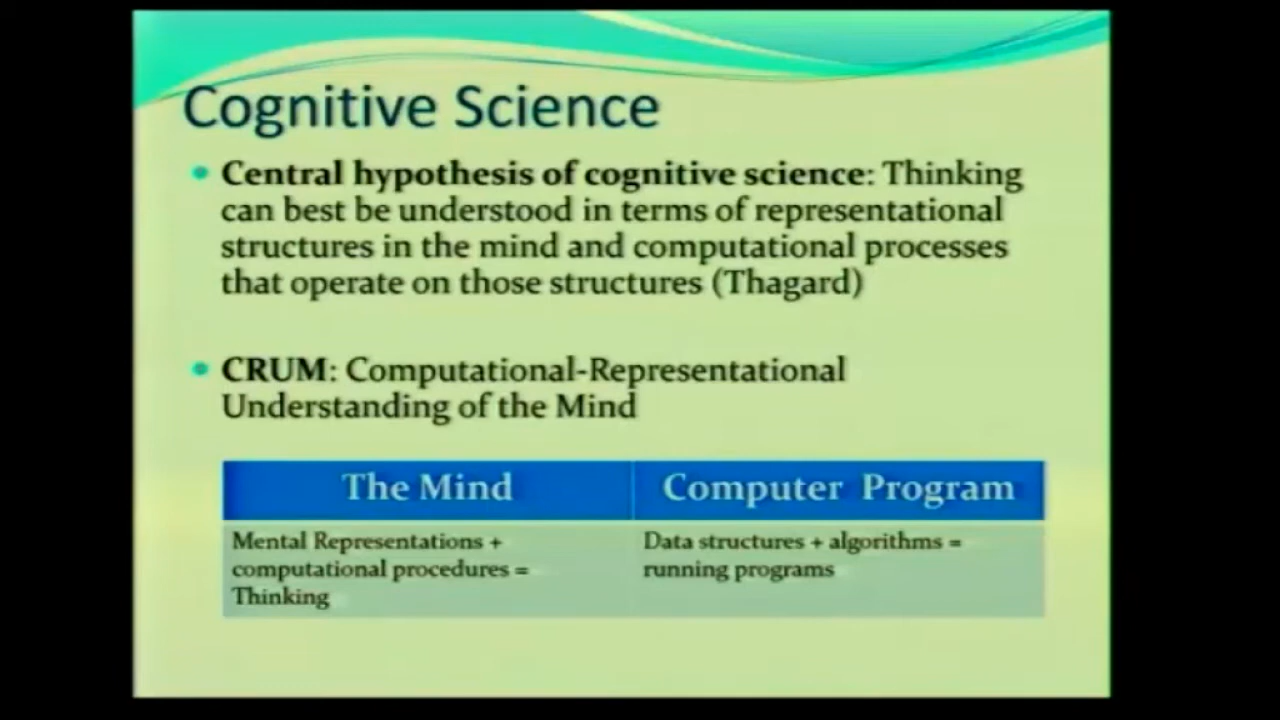 Cognitive Science
Central hypothesis of cognitive science: Thinking
can best be understood in terms of representational
structures in the mind and computational processes
that operate on those structures (Thagard)
CRUM: Computational-Representational
Understanding of the Mind
The Mind
Computer Program
Mental Representations +
computational procedures =
Thinking
Data structures + algorithms =
running programs